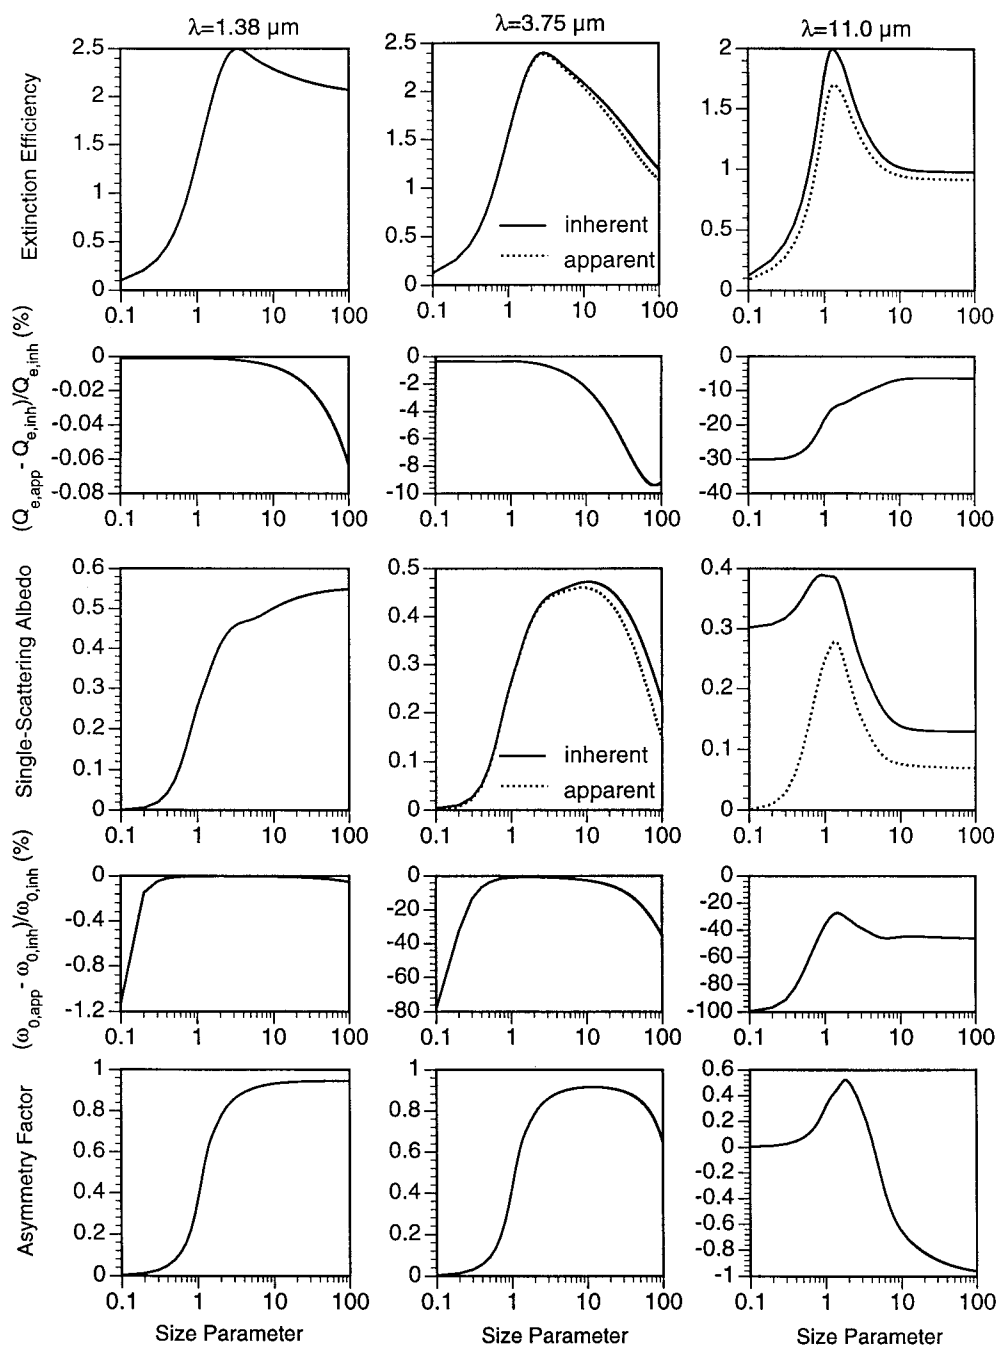 λ=1.38 µm
λ=3.75 µm
λ=11.0 µm
Extinction Efficiency
2.5
2
1.5
1
0.5
0
0.1 1 10 100
2.5
2
1.5
1
0.5
0
inherent
apparent
0.1 1 10 100
2
1.5
1
0.5
0
0.1 1 10 100
(Qe,app - Qe,inh)/Qe,inh (%)
0
-0.02
-0.04
-0.06
-0.08
0.1 1 10 100
0
-2
-4
-6
-8
-10
0.1 1 10 100
0
-10
-20
-30
-40
0.1 1 10 100
Single-Scattering Albedo
0.6
0.5
0.4
0.3
0.2
0.1
0
0.1 1 10 100
0.5
0.4
0.3
0.2
0.1
0
inherent
apparent
0.1 1 10 100
0.4
0.3
0.2
0.1
0
0.1 1 10 100
(ω0,app - ω0,inh)/ω0,inh (%)
0
-0.4
-0.8
-1.2
0.1 1 10 100
0
-20
-40
-60
-80
0.1 1 10 100
0
-20
-40
-60
-80
-100
0.1 1 10 100
Asymmetry Factor
1
0.8
0.6
0.4
0.2
0
0.1 1 10 100
Size Parameter
1
0.8
0.6
0.4
0.2
0
0.1 1 10 100
Size Parameter
0.6
0.4
0.2
0
-0.2
-0.4
-0.6
-0.8
-1
0.1 1 10 100
Size Parameter